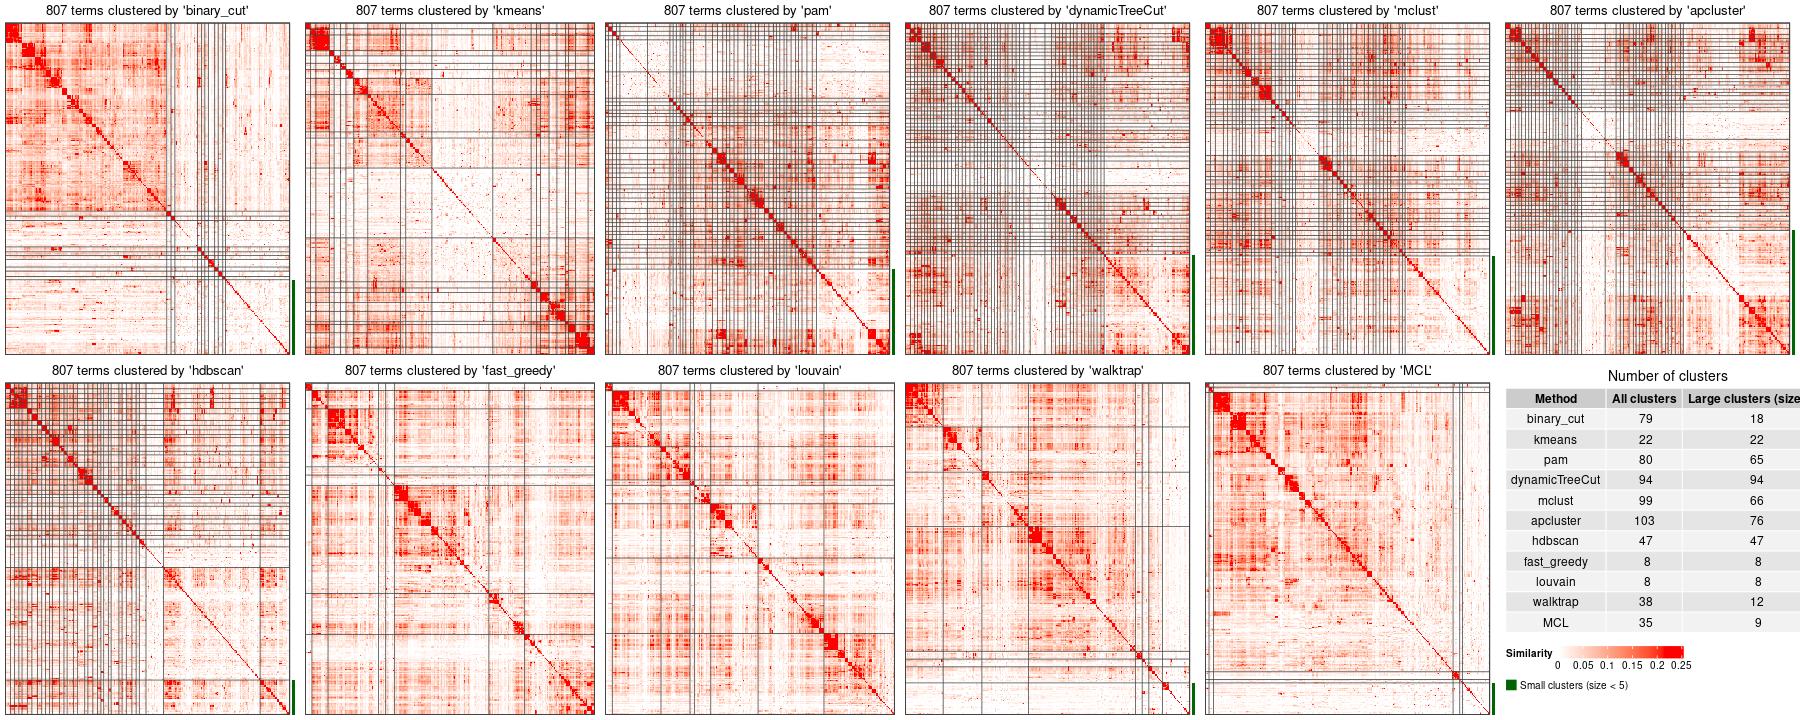 807 terms clustered by 'binary_cut'
807 terms clustered by 'kmeans'
807 terms clustered by 'pam'
807 terms clustered by 'dynamicTreeCut'
807 terms clustered by 'mclust'
807 terms clustered by 'apcluster'
807 terms clustered by 'hdbscan'
807 terms clustered by 'fast_greedy'
807 terms clustered by 'louvain'
807 terms clustered by 'walktrap'
807 terms clustered by 'MCL'
Number of clusters
Method All clusters Large clusters (size
binary_cut 79 18
kmeans 22 22
pam 80 65
dynamicTreeCut 94 94
mclust 99 66
apcluster 103 76
hdbscan 47 47
fast_greedy 8 8
louvain 8 8
walktrap 38 12
MCL 35 9
Similarity
0 0.05 0.1 0.15 0.2 0.25
Small clusters (size < 5)